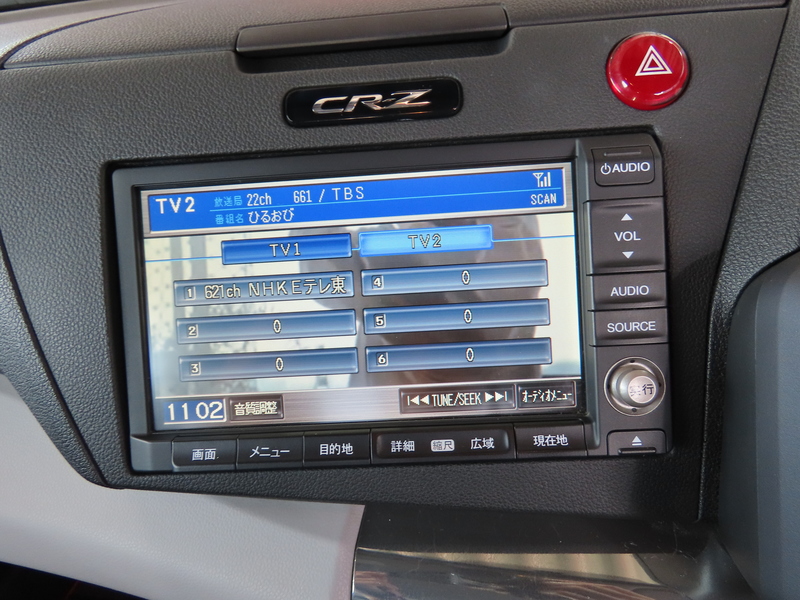 CR-Z
TV2 放送局 22ch 661 / TBS
番組名 ひるおび
SCAN
TV1 TV2
1 621ch NHKEテレ東 4 0
2 0 5 0
3 0 6 0
11 02 音質調整 TUNE/SEEK オーディオメニュー
画面 メニュー 目的地 詳細 縮尺 広域 現在地
AUDIO
VOL
AUDIO
SOURCE
実行